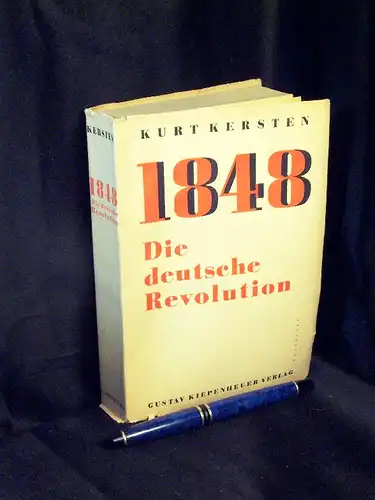 KURT KERSTEN
1848
Die
deutsche
Revolution
GUSTAV KIEPENHEUER VERLAG
KERSTEN
1848
Die deutsche
Revolution